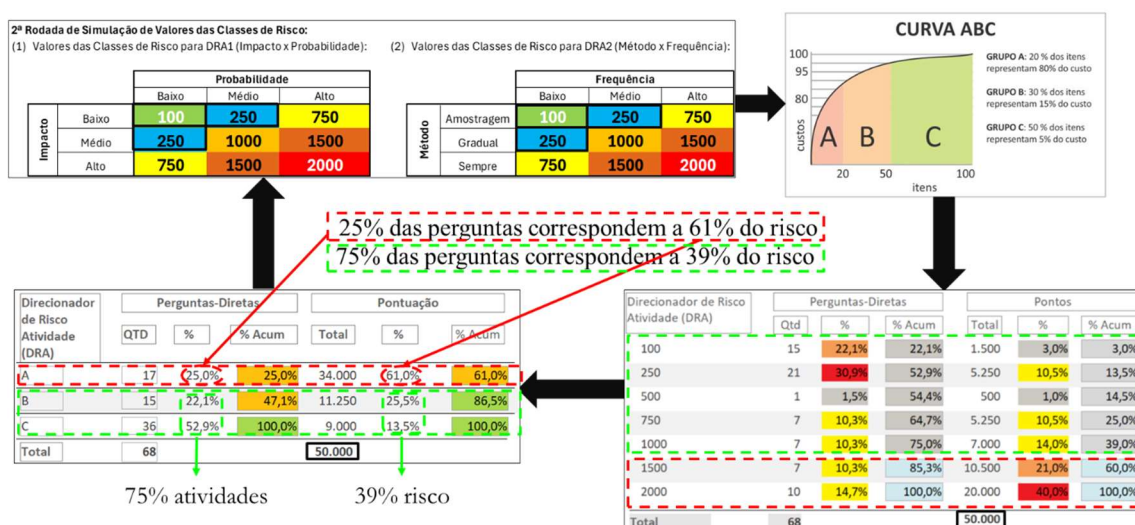 2ª Rodada de Simulação de Valores das Classes de Risco:
(1) Valores das Classes de Risco para DRA1 (Impacto x Probabilidade):
Probabilidade
Baixo Médio Alto
Impacto
Baixo 100 250 750
Médio 250 1000 1500
Alto 750 1500 2000
(2) Valores das Classes de Risco para DRA2 (Método x Frequência):
Frequência
Baixo Médio Alto
Método
Amostragem 100 250 750
Gradual 250 1000 1500
Sempre 750 1500 2000
CURVA ABC
100
95
80
custos
A B C
20 50 100
itens
GRUPO A: 20 % dos itens
representam 80% do custo
GRUPO B: 30 % dos itens
representam 15% do custo
GRUPO C: 50 % dos itens
representam 5% do custo
25% das perguntas correspondem a 61% do risco
75% das perguntas correspondem a 39% do risco
Direcionador
de Risco
Atividade
(DRA)
Perguntas-Diretas Pontuação
QTD % % Acum Total % % Acum
A 17 25,0% 25,0% 34.000 61,0% 61,0%
B 15 22,1% 47,1% 11.250 25,5% 86,5%
C 36 52,9% 100,0% 9.000 13,5% 100,0%
Total 68 50.000
75% atividades 39% risco
Direcionador de Risco
Atividade (DRA)
Perguntas-Diretas Pontos
Qtd % % Acum Total % % Acum
100 15 22,1% 22,1% 1.500 3,0% 3,0%
250 21 30,9% 52,9% 5.250 10,5% 13,5%
500 1 1,5% 54,4% 500 1,0% 14,5%
750 7 10,3% 64,7% 5.250 10,5% 25,0%
1000 7 10,3% 75,0% 7.000 14,0% 39,0%
1500 7 10,3% 85,3% 10.500 21,0% 60,0%
2000 10 14,7% 100,0% 20.000 40,0% 100,0%
Total 68 50.000